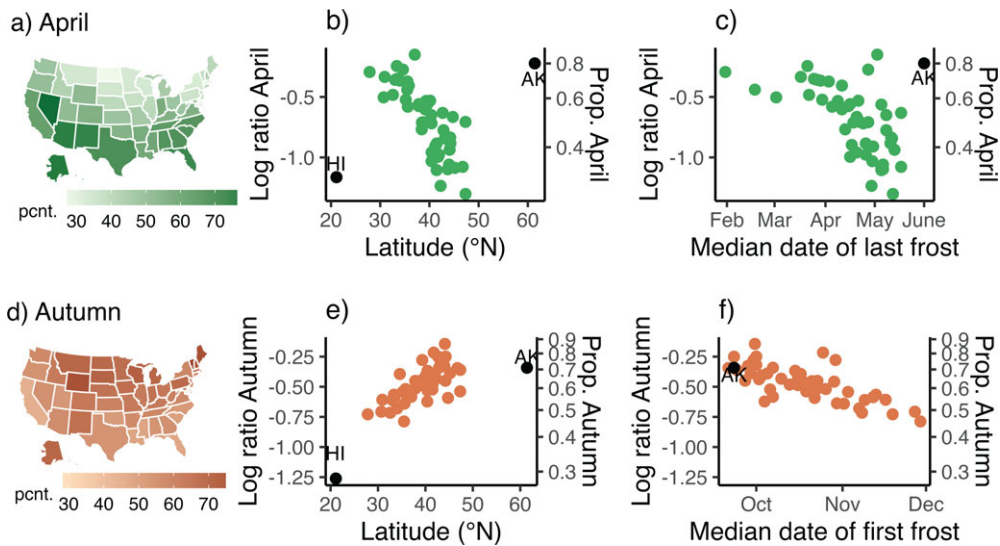 a) April
pcnt.
30 40 50 60 70
b)
Log ratio April
-0.5
-1.0
HI
AK
0.8
0.6
0.4
Prop. April
20 30 40 50 60
Latitude (°N)
c)
Log ratio April
-0.5
-1.0
AK
0.8
0.6
0.4
Prop. April
Feb Mar Apr May June
Median date of last frost
d) Autumn
pcnt.
30 40 50 60 70
e)
Log ratio Autumn
-0.25
-0.50
-0.75
-1.00
-1.25
HI
AK
0.9
0.8
0.7
0.6
0.5
0.4
0.3
Prop. Autumn
20 30 40 50 60
Latitude (°N)
f)
Log ratio Autumn
-0.25
-0.50
-0.75
-1.00
-1.25
AK
0.9
0.8
0.7
0.6
0.5
0.4
0.3
Prop. Autumn
Oct Nov Dec
Median date of first frost